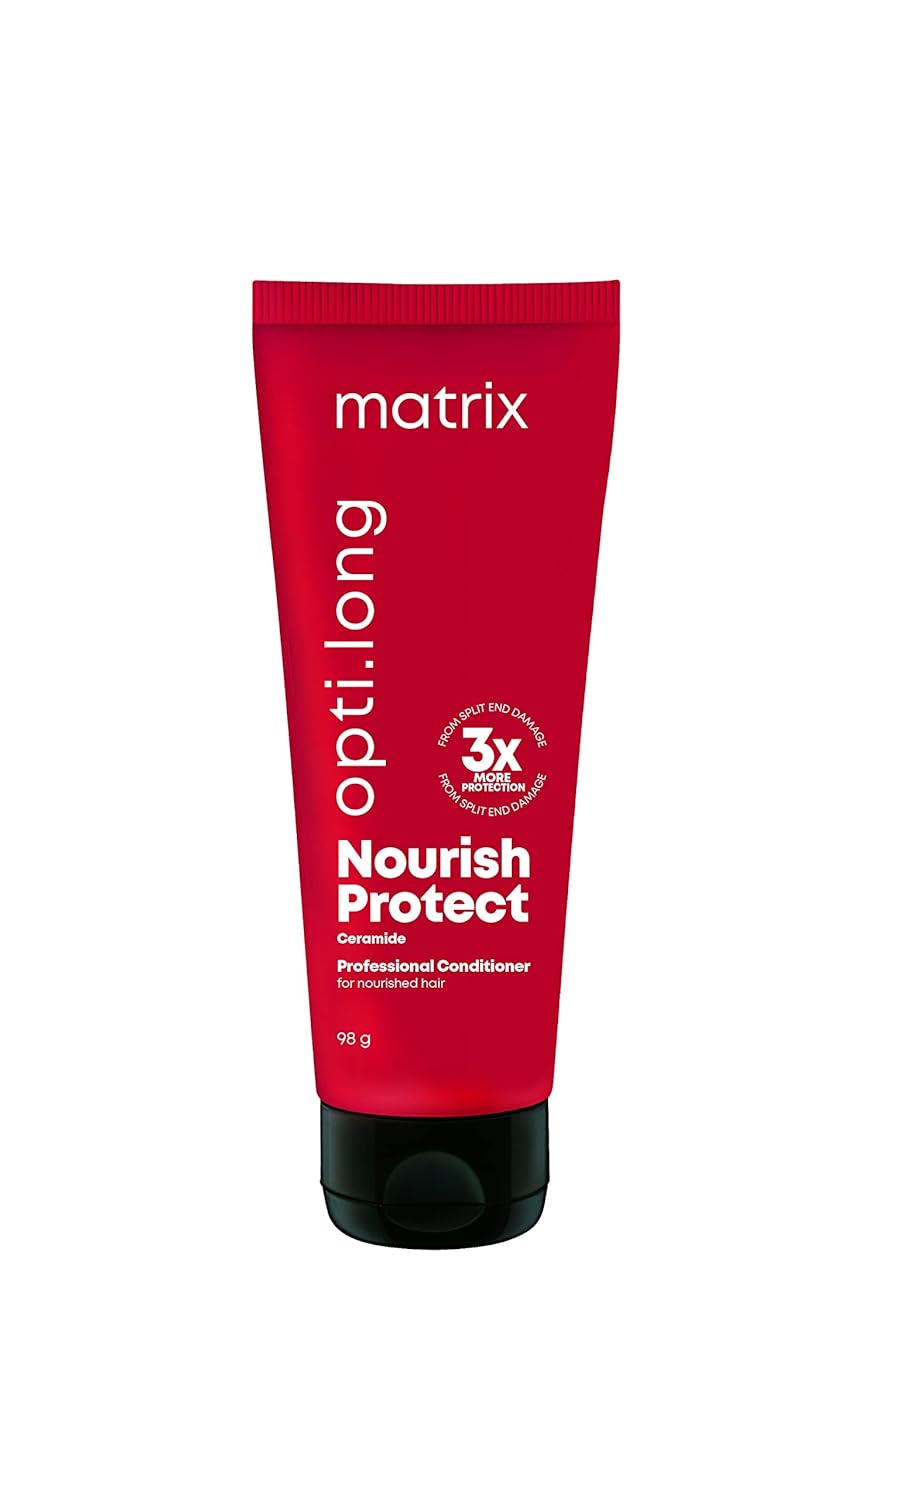 matrix
opti.long
FROM SPLIT END DAMAGE
3x
MORE
PROTECTION
FROM SPLIT END DAMAGE
Nourish
Protect
Ceramide
Professional Conditioner
for nourished hair
98 g